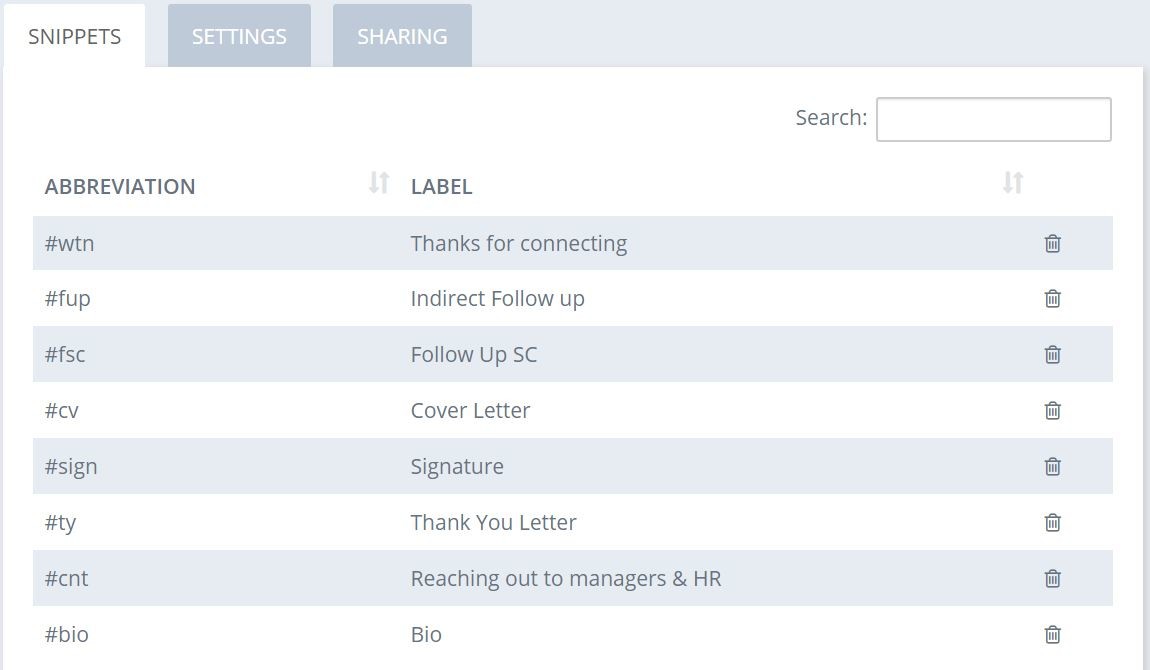 SNIPPETS SETTINGS SHARING
Search:
ABBREVIATION LABEL
#wtn Thanks for connecting
#fup Indirect Follow up
#fsc Follow Up SC
#cv Cover Letter
#sign Signature
#ty Thank You Letter
#cnt Reaching out to managers & HR
#bio Bio